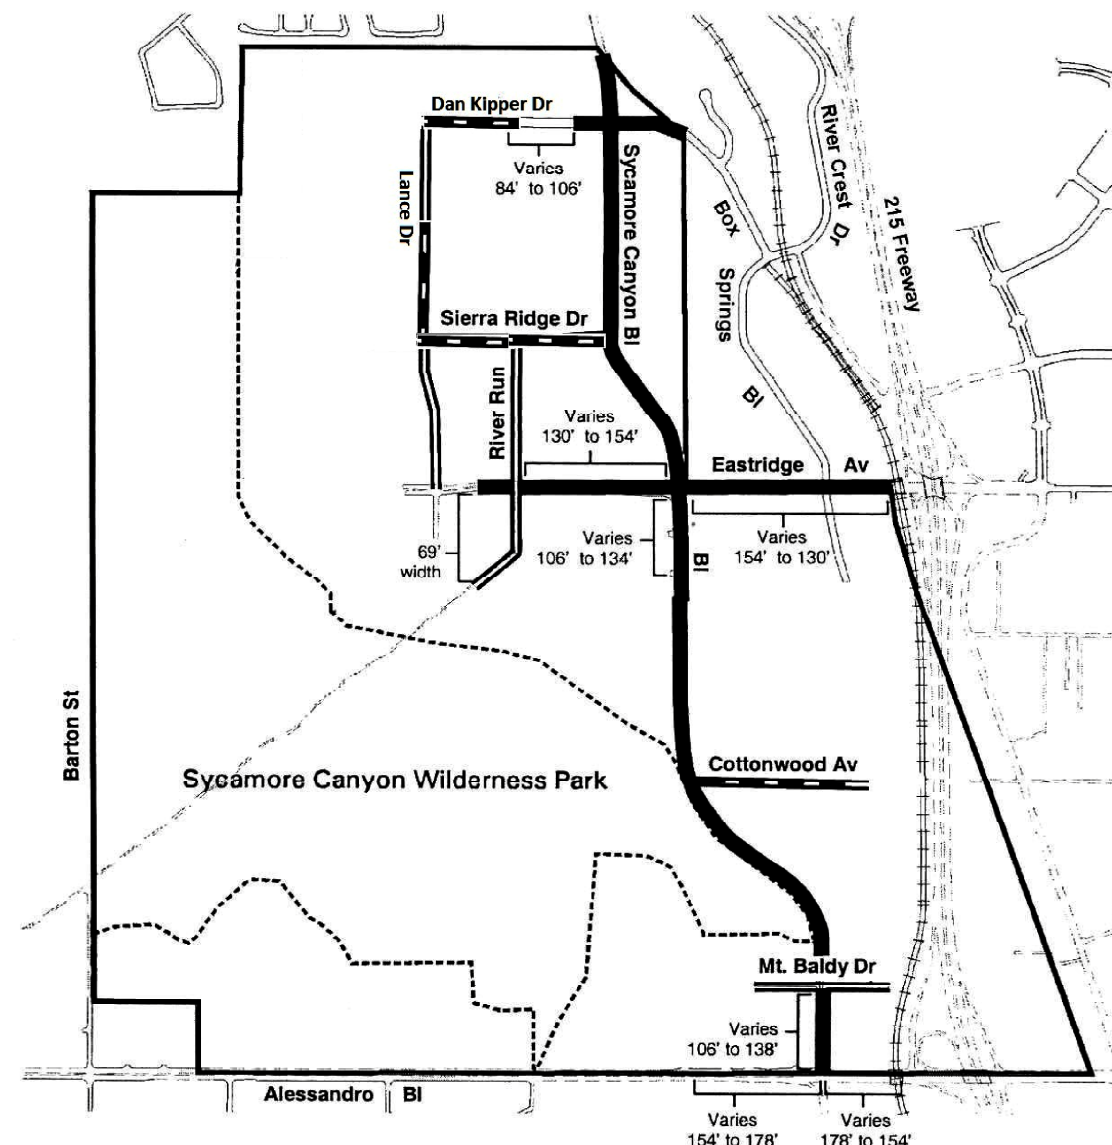 Dan Kipper Dr
Varies
84' to 106'
Lance Dr
Sycamore Canyon Bl
River Crest Dr
Box Springs Bl
215 Freeway
Sierra Ridge Dr
River Run
Varies
130' to 154'
Eastridge Av
69'
width
Varies
106' to 134'
Bl
Varies
154' to 130'
Barton St
Sycamore Canyon Wilderness Park
Cottonwood Av
Mt. Baldy Dr
Varies
106' to 138'
Alessandro Bl
Varies
154' to 178'
Varies
178' to 154'